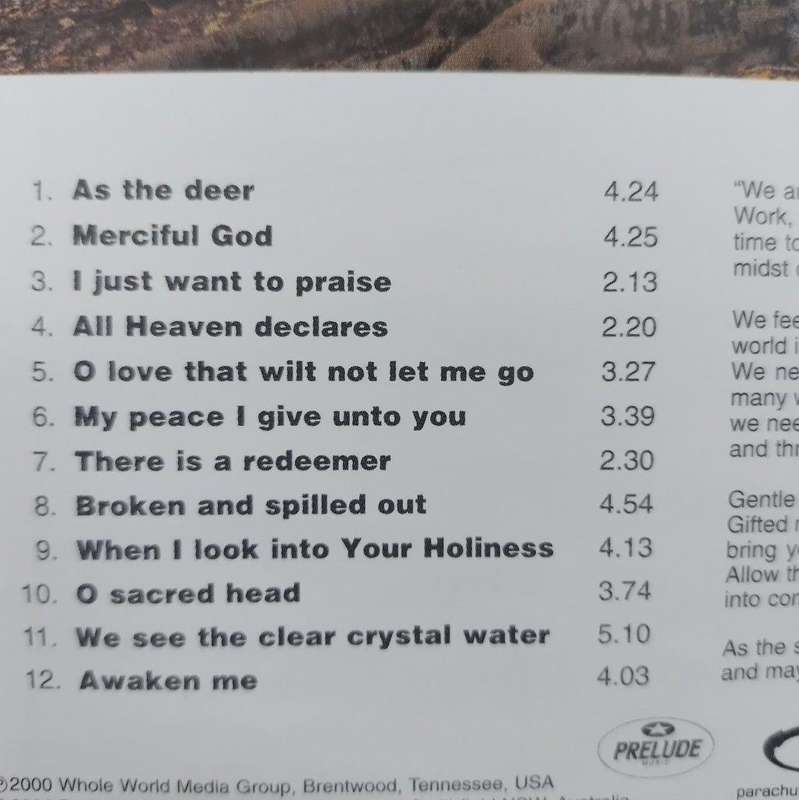 1. As the deer 4.24
2. Merciful God 4.25
3. I just want to praise 2.13
4. All Heaven declares 2.20
5. O love that wilt not let me go 3.27
6. My peace I give unto you 3.39
7. There is a redeemer 2.30
8. Broken and spilled out 4.54
9. When I look into Your Holiness 4.13
10. O sacred head 3.74
11. We see the clear crystal water 5.10
12. Awaken me 4.03
"We
Work,
time
midst
We
world
We
many
we
and
Gentle
Gifted
bring
Allow
into
As the
and may
PRELUDE
MUSIC
℗2000 Whole World Media Group, Brentwood, Tennessee, USA